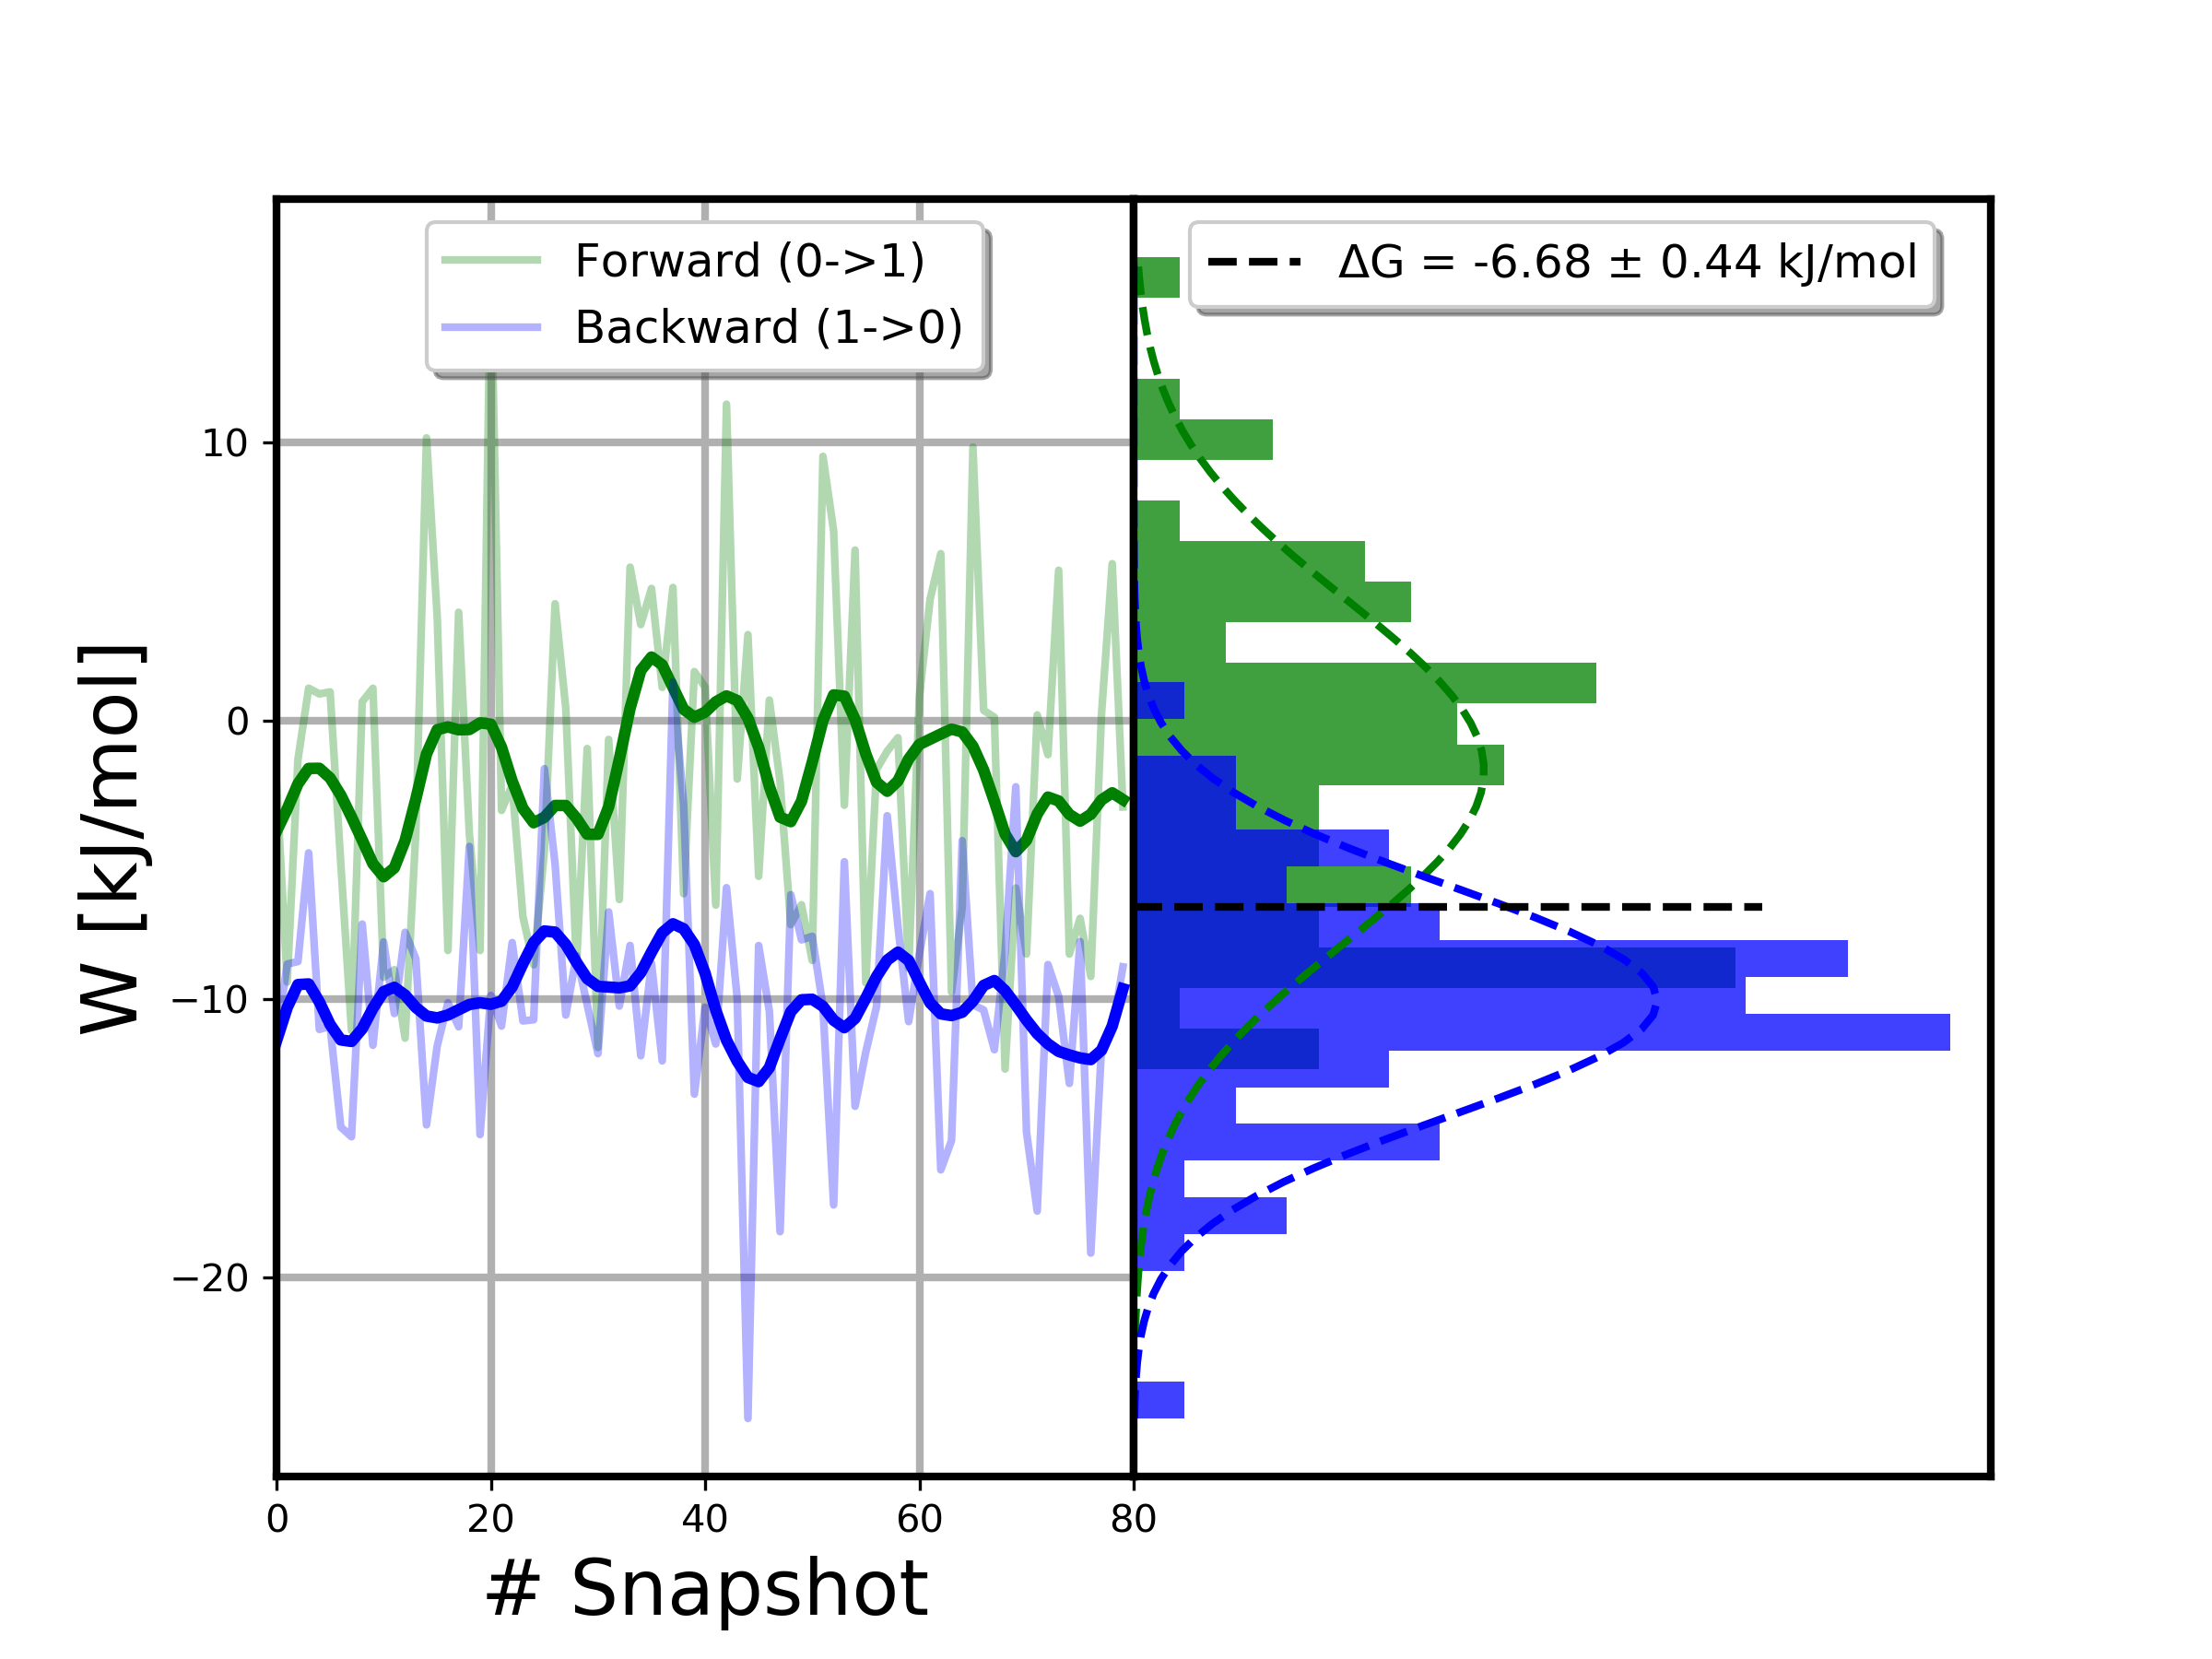 Forward (0->1)
Backward (1->0)
ΔG = -6.68 ± 0.44 kJ/mol
10
0
−10
−20
W [kJ/mol]
0 20 40 60 80
# Snapshot